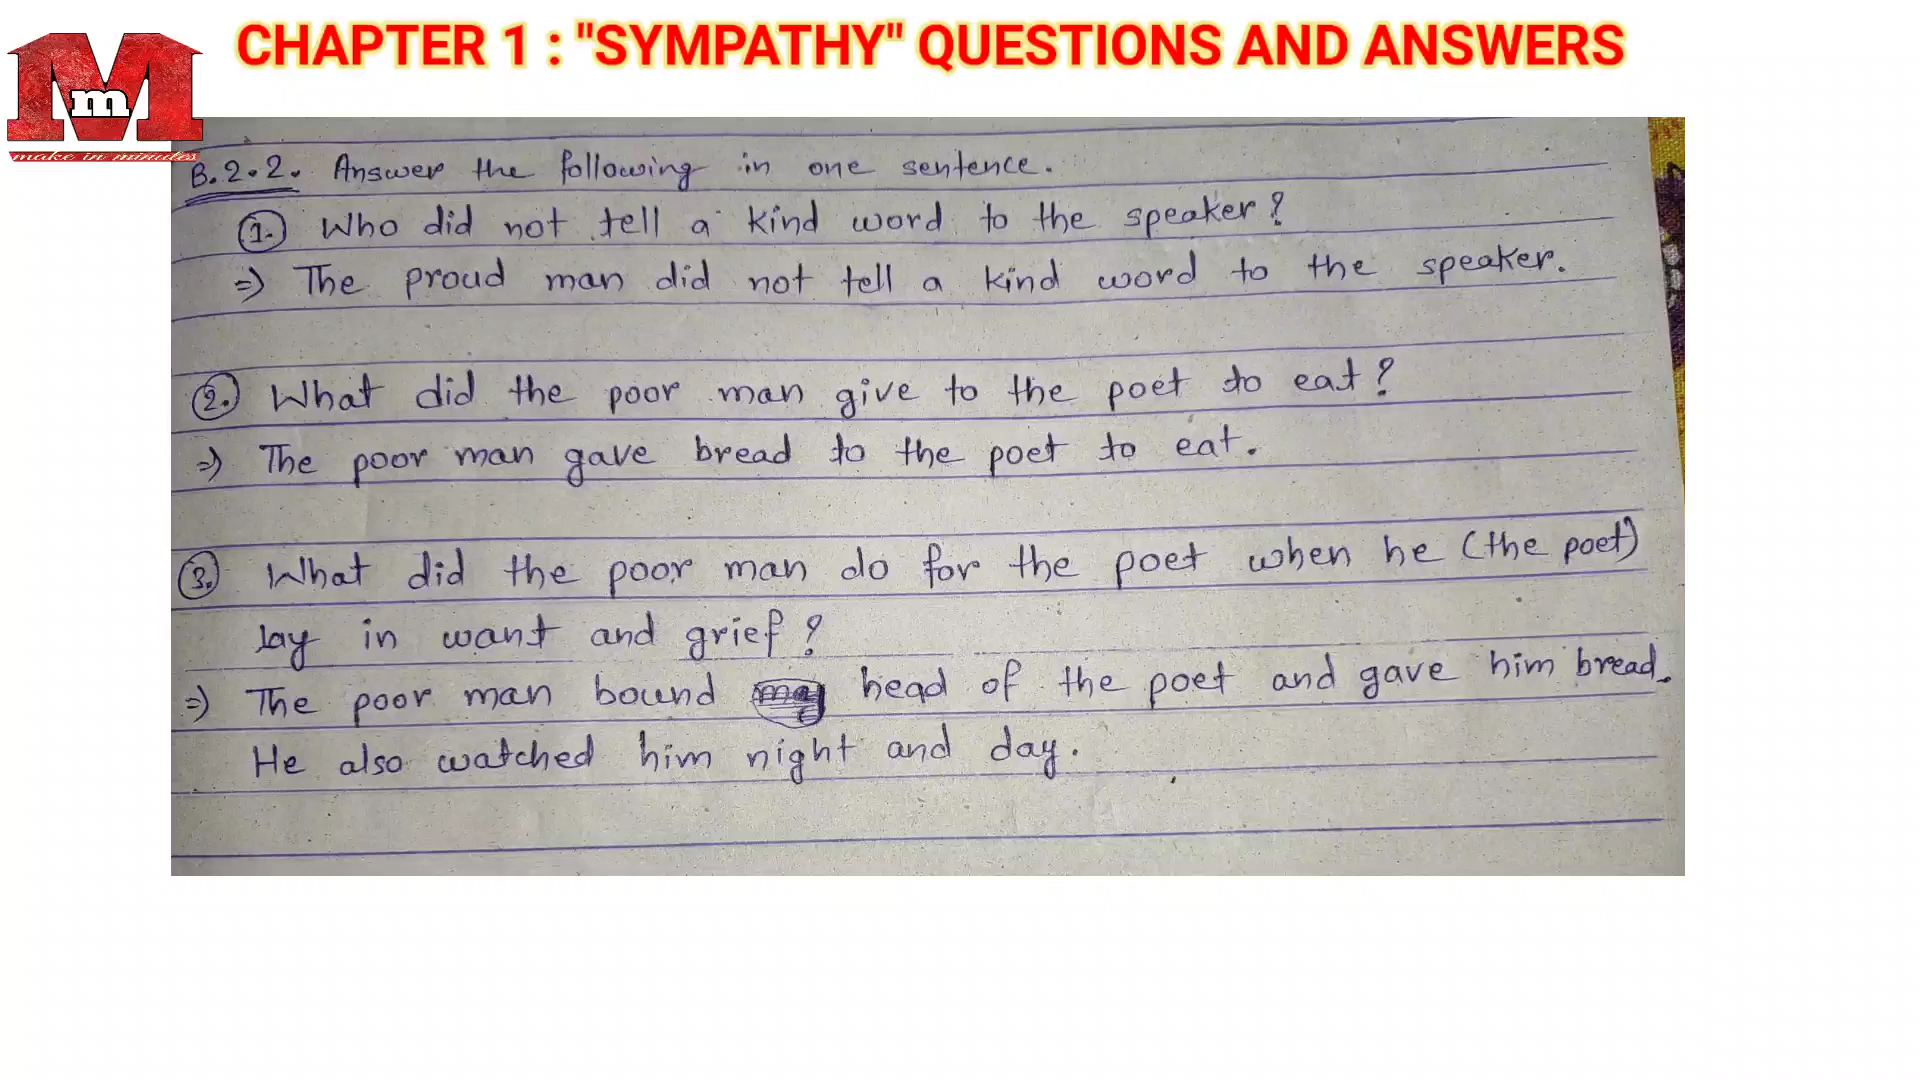 CHAPTER 1 : "SYMPATHY" QUESTIONS AND ANSWERS
M
m
make in minutes
B.2.2. Answer the following in one sentence.
1. Who did not tell a kind word to the speaker?
=> The proud man did not tell a kind word to the speaker.
2. What did the poor man give to the poet to eat?
=> The poor man gave bread to the poet to eat.
3. What did the poor man do for the poet when he (the poet)
lay in want and grief?
=> The poor man bound head of the poet and gave him bread.
He also watched him night and day.